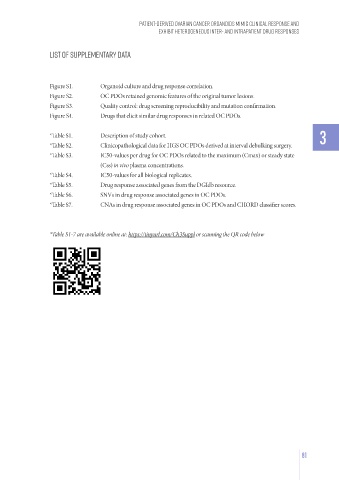 PATIENT-DERIVED OVARIAN CANCER ORGANOIDS MIMIC CLINICAL RESPONSE AND
EXHIBIT HETEROGENEOUS INTER- AND INTRAPATIENT DRUG RESPONSES
LIST OF SUPPLEMENTARY DATA
Figure S1. Organoid culture and drug response correlation.
Figure S2. OC PDOs retained genomic features of the original tumor lesions
Figure S3. Quality control: drug screening reproducibility and mutation confirmation.
Figure S4. Drugs that elicit similar drug responses in related OC PDOs.
*Table S1. Description of study cohort.
*Table S2. Clinicopathological data for HGS OC PDOs derived at interval debulking surgery.
*Table S3. IC50-values per drug for OC PDOs related to the maximum (Cmax) or steady state
(Css) in vivo plasma concentrations.
*Table S4. IC50-values for all biological replicates.
*Table S5. Drug response associated genes from the DGIdb resource.
*Table S6. SNVs in drug response associated genes in OC PDOs.
*Table S7. CNAs in drug response associated genes in OC PDOs and CHORD classifier scores.
3
*Table S1-7 are available online at: https://tinyurl.com/Ch3Suppl or scanning the QR code below
91